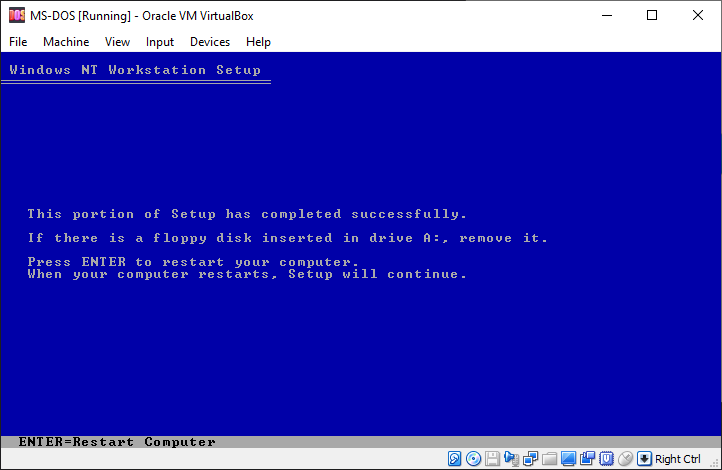 MS-DOS [Running] - Oracle VM VirtualBox
File Machine View Input Devices Help
Windows NT Workstation Setup
This portion of Setup has completed successfully.
If there is a floppy disk inserted in drive A:, remove it.
Press ENTER to restart your computer.
When your computer restarts, Setup will continue.
ENTER=Restart Computer
Right Ctrl